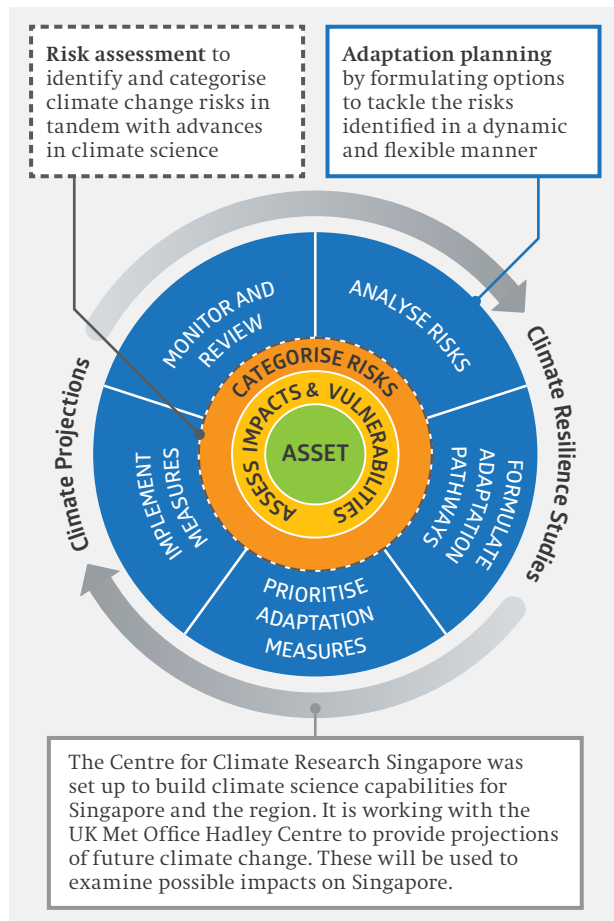 Risk assessment to
identify and categorise
climate change risks in
tandem with advances
in climate science
Adaptation planning
by formulating options
to tackle the risks
identified in a dynamic
and flexible manner
MONITOR AND
REVIEW
ANALYSE RISKS
CATEGORISE RISKS
ASSESS IMPACTS & VULNERABILITIES
ASSET
Climate Projections
Climate Resilience Studies
IMPLEMENT
MEASURES
FORMULATE
ADAPTATION
PATHWAYS
PRIORITISE
ADAPTATION
MEASURES
The Centre for Climate Research Singapore was
set up to build climate science capabilities for
Singapore and the region. It is working with the
UK Met Office Hadley Centre to provide projections
of future climate change. These will be used to
examine possible impacts on Singapore.